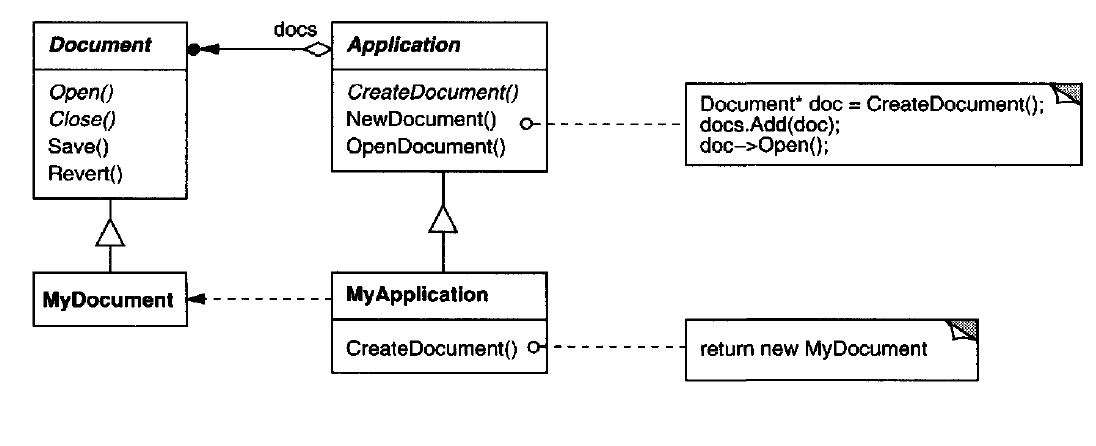 docs
Document
Open()
Close()
Save()
Revert()
Application
CreateDocument()
NewDocument()
OpenDocument()
Document* doc = CreateDocument();
docs.Add(doc);
doc->Open();
MyDocument
MyApplication
CreateDocument()
return new MyDocument